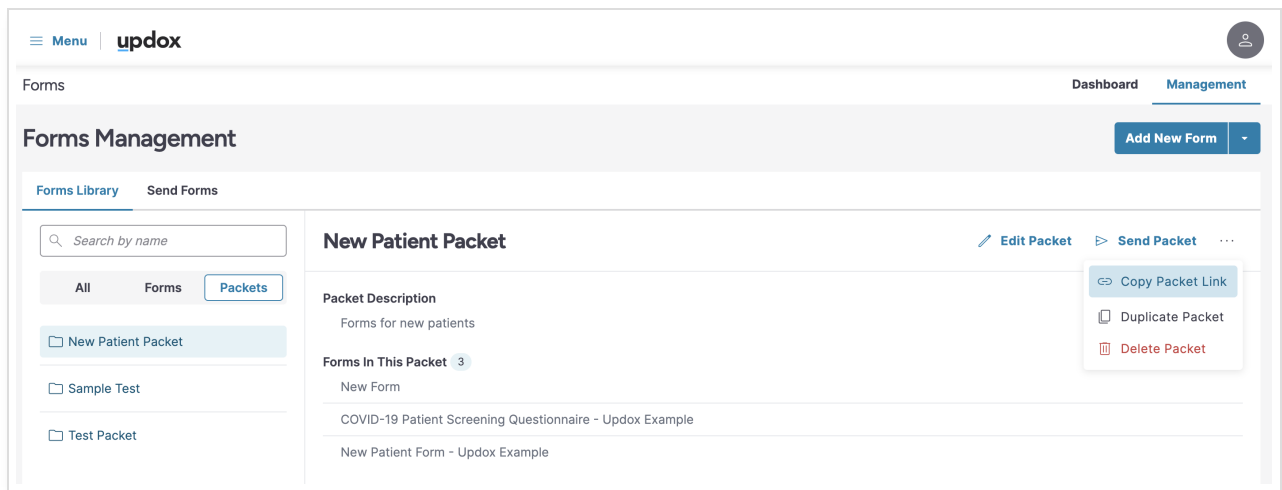 Menu
updox
Forms
Dashboard
Management
Forms Management
Add New Form
Forms Library
Send Forms
Search by name
New Patient Packet
Edit Packet
Send Packet
...
All
Forms
Packets
Copy Packet Link
Packet Description
Duplicate Packet
Forms for new patients
New Patient Packet
Delete Packet
Forms In This Packet 3
New Form
Sample Test
COVID-19 Patient Screening Questionnaire - Updox Example
Test Packet
New Patient Form - Updox Example